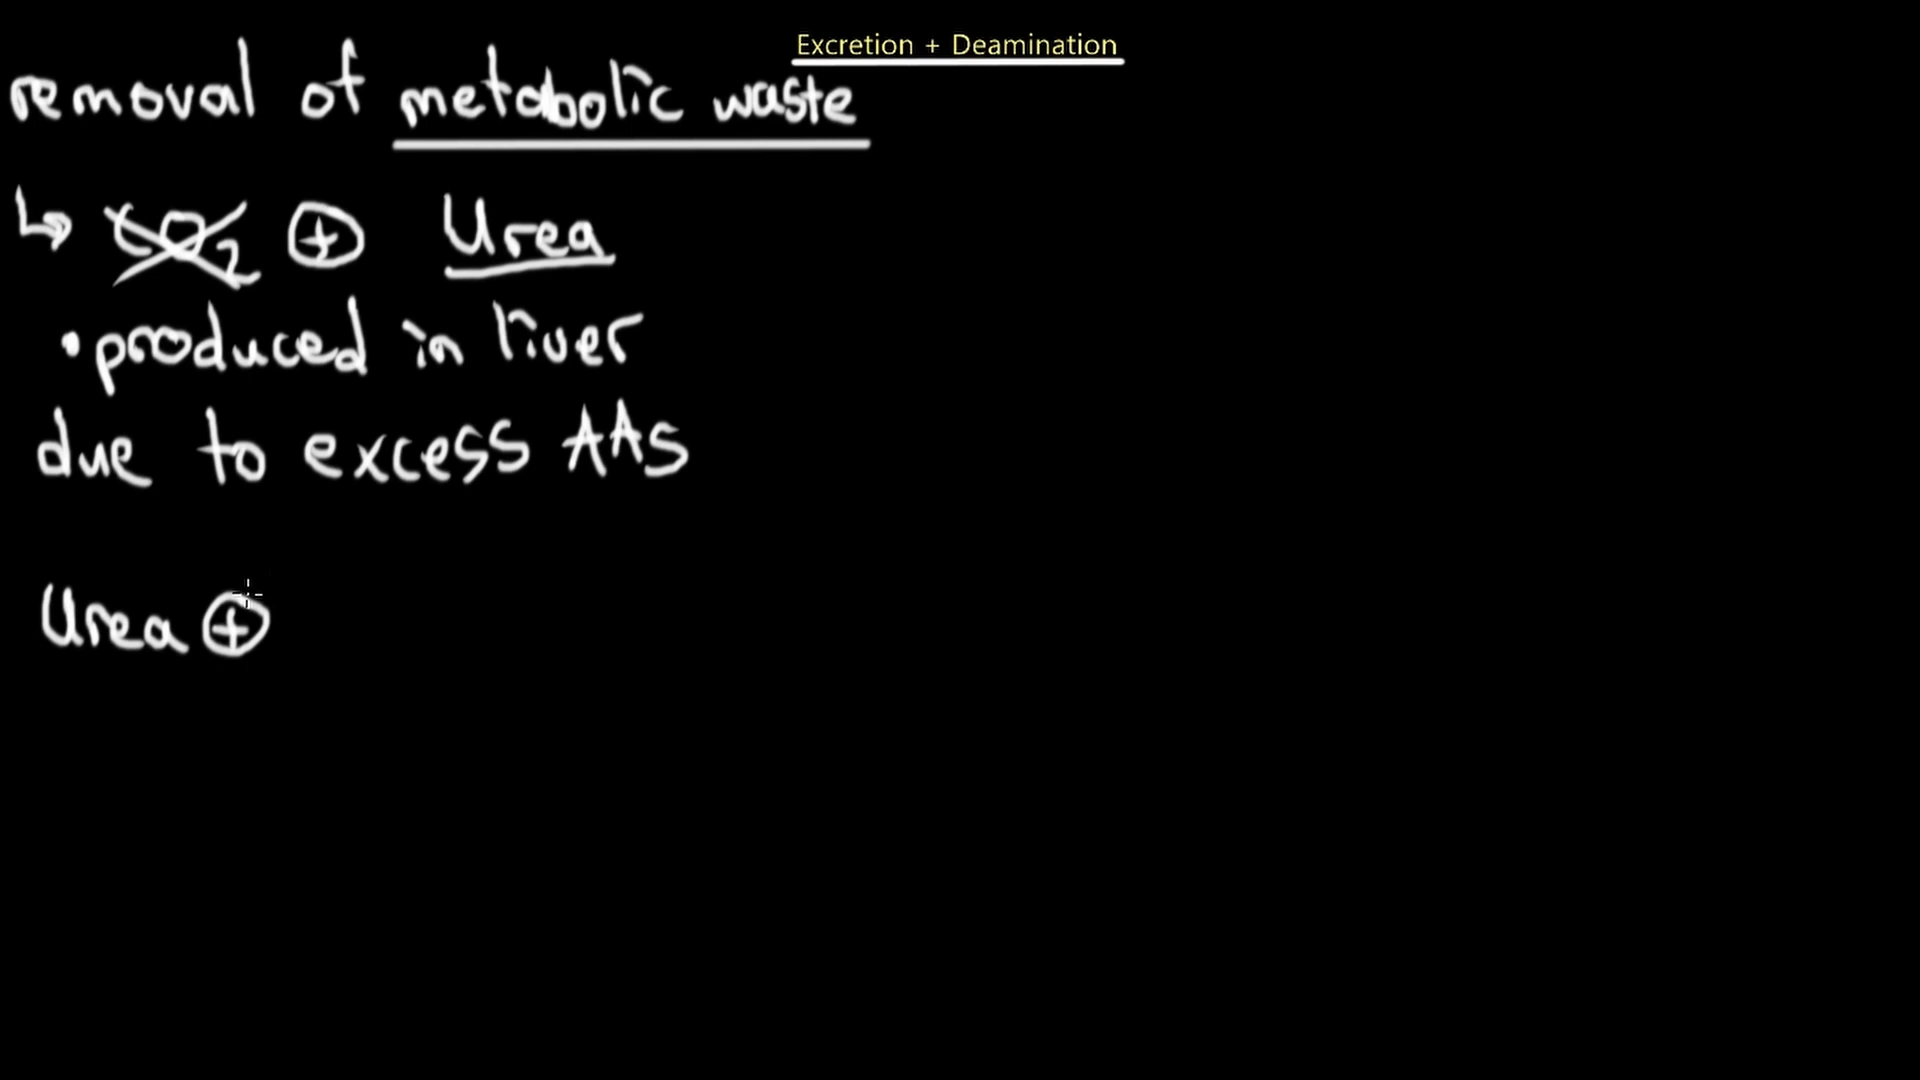 Excretion + Deamination
removal of metabolic waste
↳ CO₂ ⊕ Urea
• produced in liver
due to excess AAs
Urea ⊕